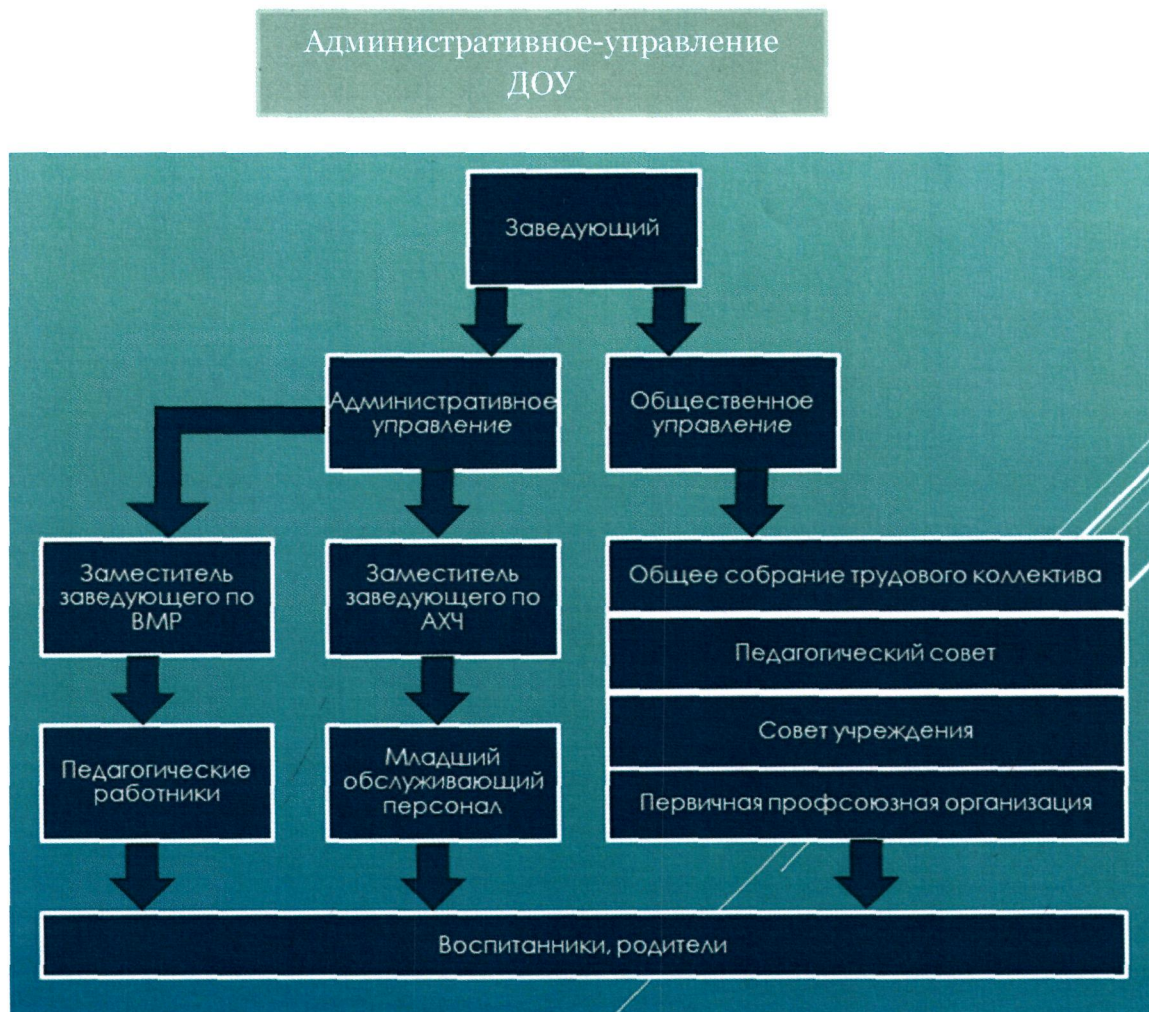 Административное-управление
ДОУ
Заведующий
Административное
управление
Общественное
управление
Заместитель
заведующего по
ВМР
Заместитель
заведующего по
АХЧ
Общее собрание трудового коллектива
Педагогический совет
Совет учреждения
Первичная профсоюзная организация
Педагогические
работники
Младший
обслуживающий
персонал
Воспитанники, родители